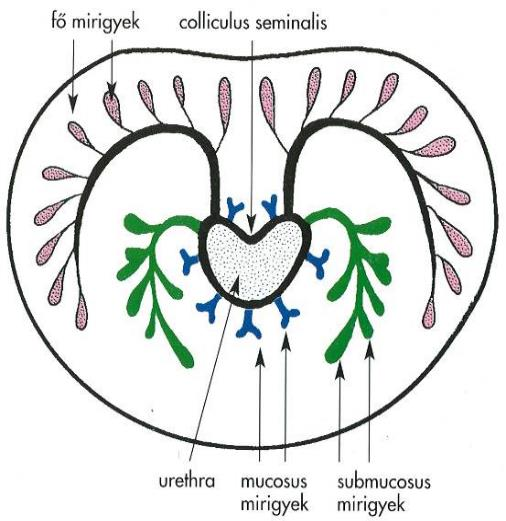 fő mirigyek
colliculus seminalis
urethra
mucosus
mirigyek
submucosus
mirigyek